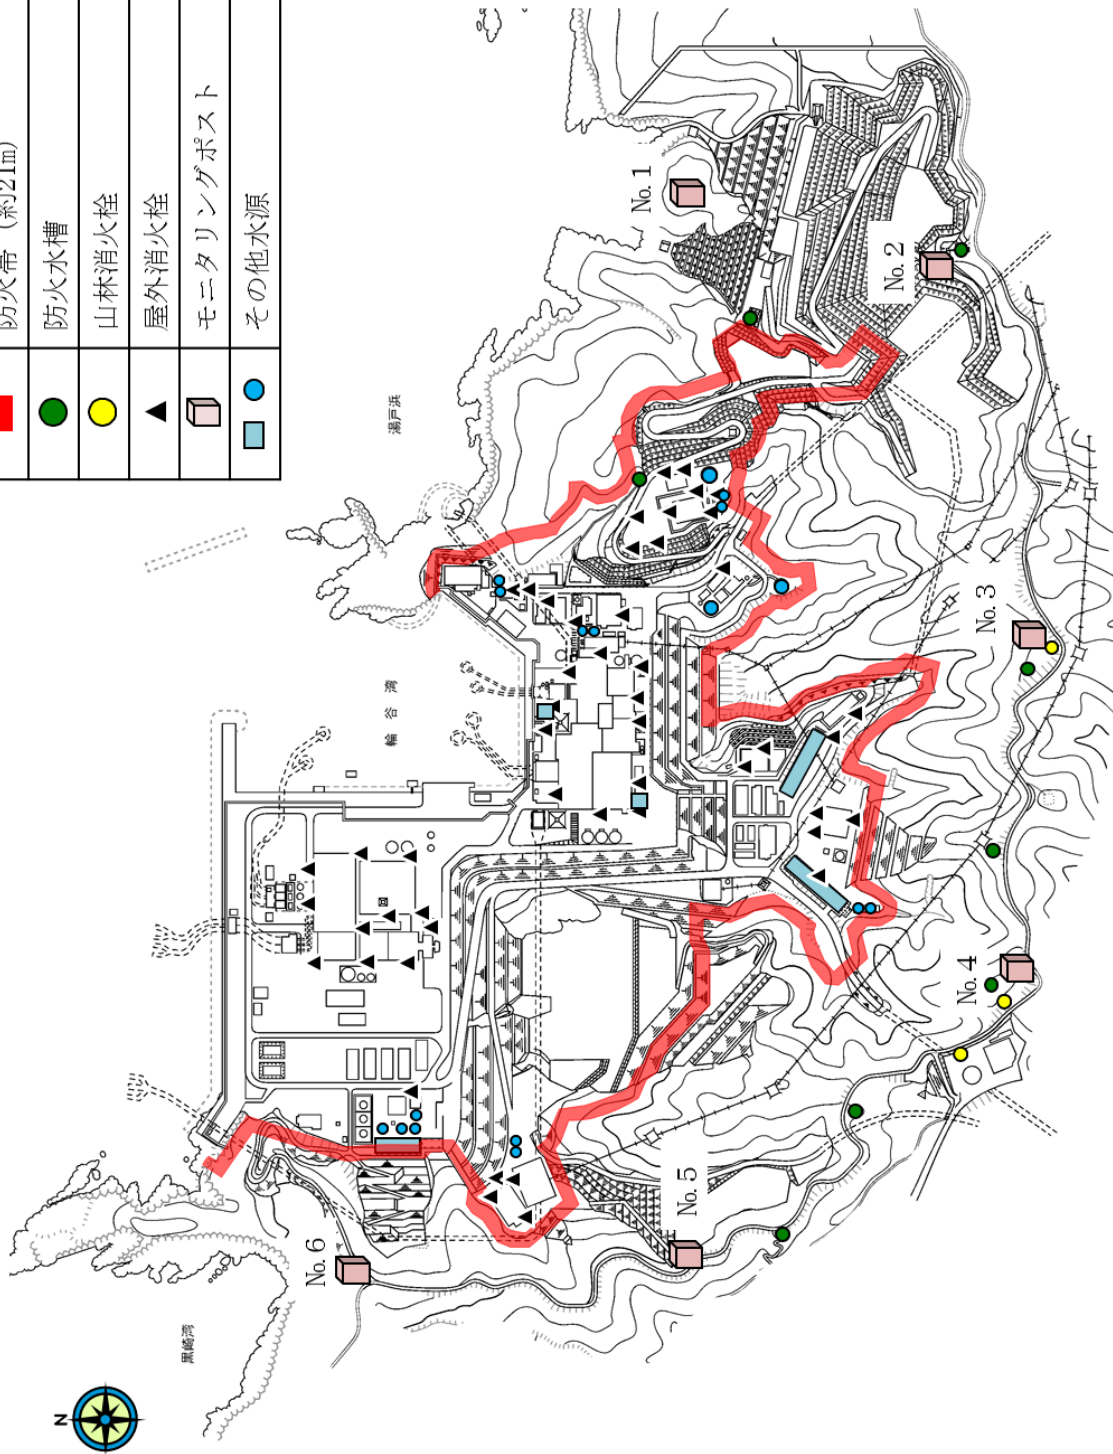 防火帯 (約21m)
防火水槽
山林消火栓
屋外消火栓
モニタリングポスト
その他水源
No. 1
No. 2
No. 3
No. 4
No. 5
No. 6
湯戸浜
輪谷湾
黒崎湾
N